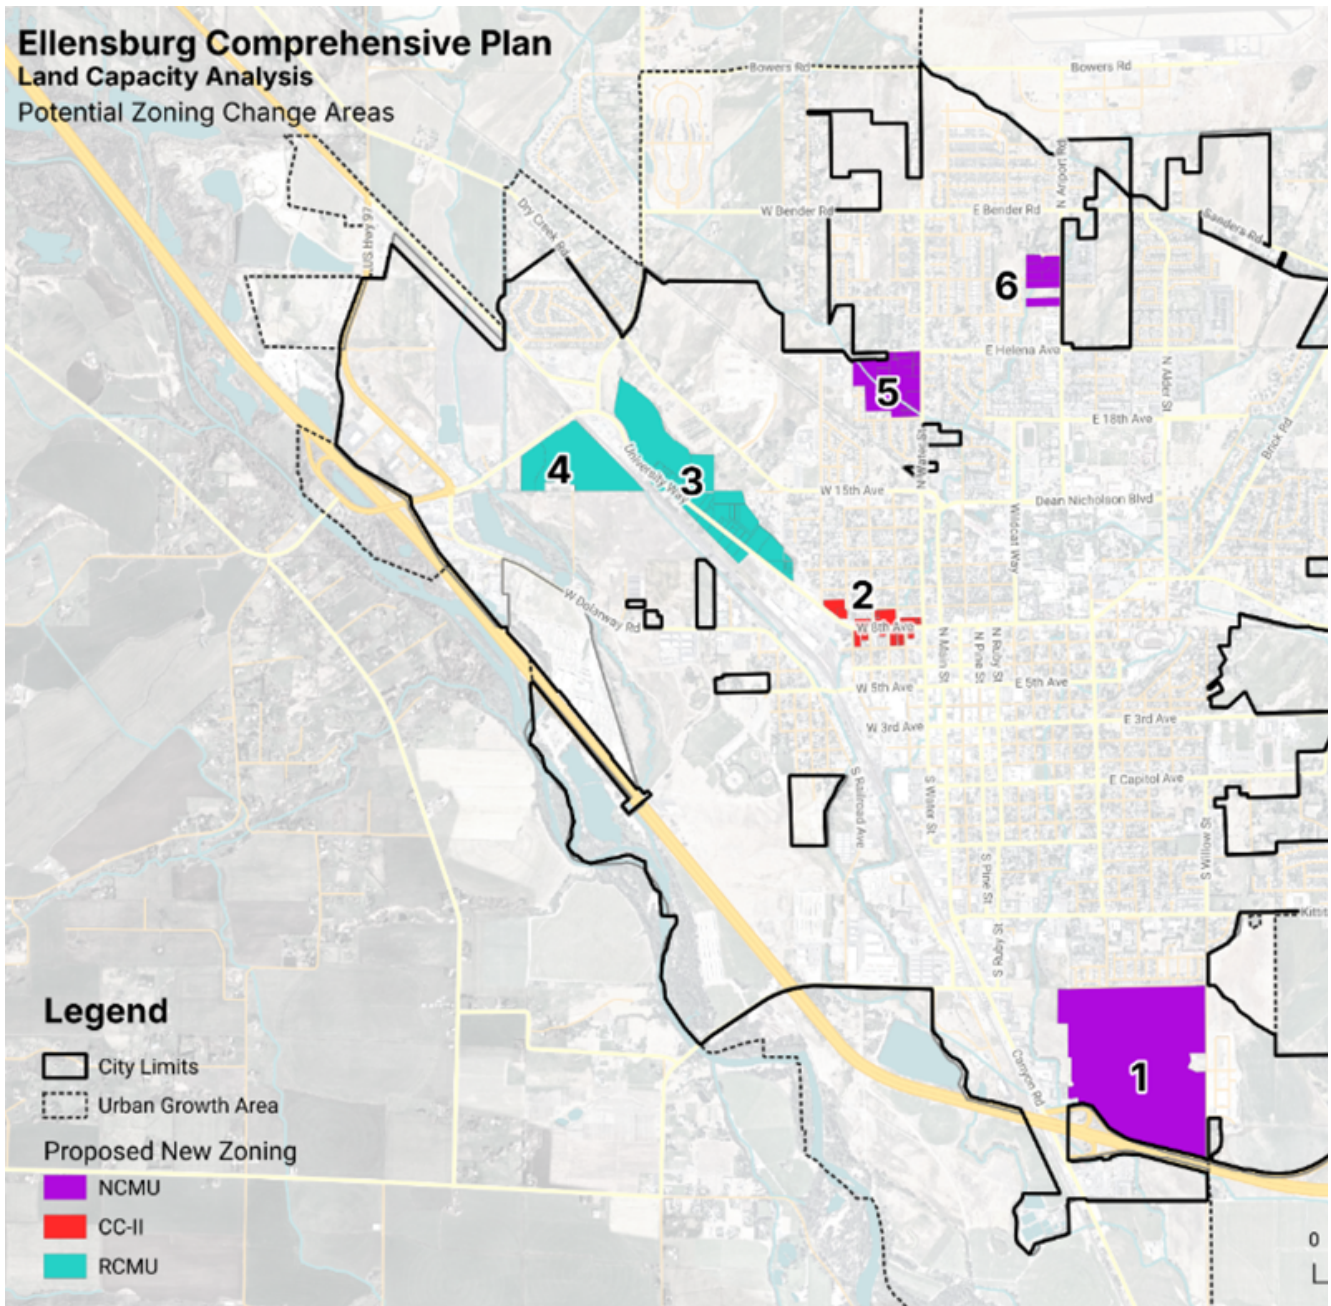 Ellensburg Comprehensive Plan
Land Capacity Analysis
Potential Zoning Change Areas
Bowers Rd
Bowers Rd
N Airport Rd
US Hwy 97
Dry Creek Rd
W Bender Rd
E Bender Rd
Sanders Rd
6
E Helena Ave
N Alder St
5
E 18th Ave
Brick Rd
4
University Way
3
W 15th Ave
Dean Nicholson Blvd
Wildcat Way
2
W Dolarway Rd
W 8th Ave
N Main St
N Pine St
N Ruby St
W 5th Ave
E 5th Ave
W 3rd Ave
E 3rd Ave
S Railroad Ave
S Water St
E Capitol Ave
S Willow St
S Pine St
S Ruby St
Canyon Rd
1
Legend
City Limits
Urban Growth Area
Proposed New Zoning
NCMU
CC-II
RCMU
0